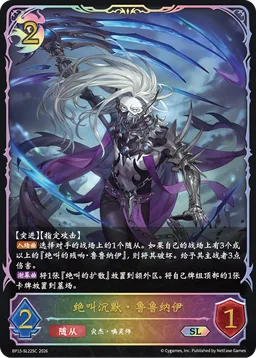 2
【突进】【指定攻击】
入场曲 选择对手的战场上的1个随从。如果自己的战场上有3个或
以上的『绝叫的残响·鲁鲁纳伊』，则将其破坏。给予其主战者3点
伤害。
谢幕曲 将1张『绝叫的扩散』放置到额外区。将自己牌组顶部的1张
卡牌放置到墓场。
绝叫沉默·鲁鲁纳伊
2
随从
SL
1
BP15-SL22SC 2026
© Cygames, Inc. Published by NetEase Games